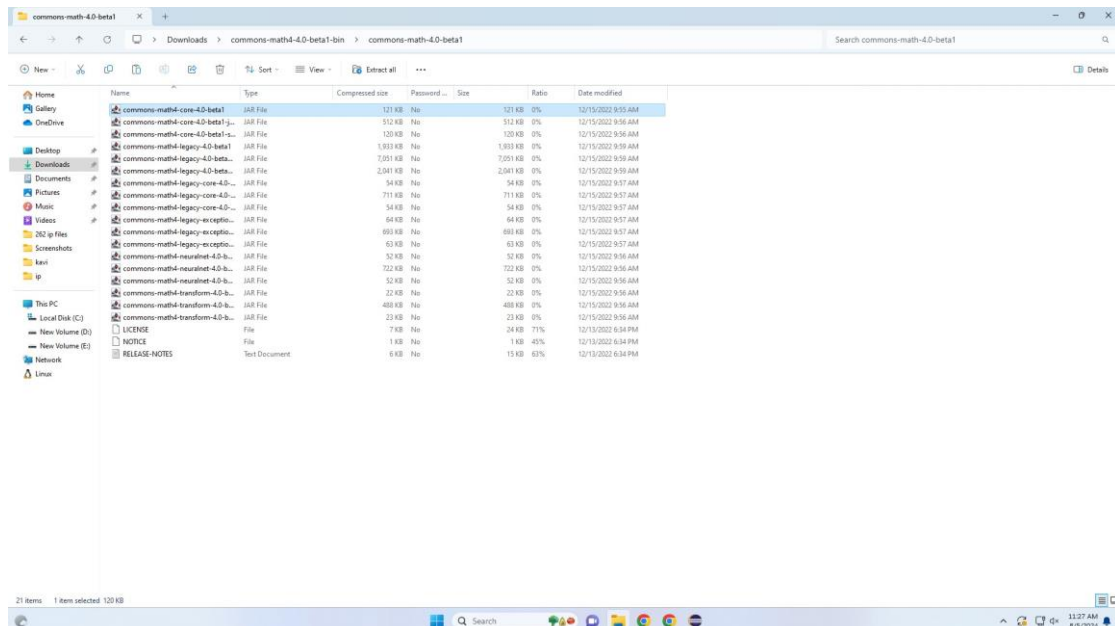 commons-math-4.0-beta1
Downloads > commons-math4-4.0-beta1-bin > commons-math-4.0-beta1
Search commons-math-4.0-beta1
New
Sort
View
Extract all
Details
Home
Gallery
OneDrive
Desktop
Downloads
Documents
Pictures
Music
Videos
262 ip files
Screenshots
kavi
ip
This PC
Local Disk (C:)
New Volume (D:)
New Volume (E:)
Network
Linux
Name Type Compressed size Password ... Size Ratio Date modified
commons-math4-core-4.0-beta1 JAR File 121 KB No 121 KB 0% 12/15/2022 9:55 AM
commons-math4-core-4.0-beta1-j... JAR File 512 KB No 512 KB 0% 12/15/2022 9:56 AM
commons-math4-core-4.0-beta1-s... JAR File 120 KB No 120 KB 0% 12/15/2022 9:56 AM
commons-math4-legacy-4.0-beta1 JAR File 1,933 KB No 1,933 KB 0% 12/15/2022 9:59 AM
commons-math4-legacy-4.0-beta... JAR File 7,051 KB No 7,051 KB 0% 12/15/2022 9:59 AM
commons-math4-legacy-4.0-beta... JAR File 2,041 KB No 2,041 KB 0% 12/15/2022 9:59 AM
commons-math4-legacy-core-4.0-... JAR File 54 KB No 54 KB 0% 12/15/2022 9:57 AM
commons-math4-legacy-core-4.0-... JAR File 711 KB No 711 KB 0% 12/15/2022 9:57 AM
commons-math4-legacy-core-4.0-... JAR File 54 KB No 54 KB 0% 12/15/2022 9:57 AM
commons-math4-legacy-exceptio... JAR File 64 KB No 64 KB 0% 12/15/2022 9:57 AM
commons-math4-legacy-exceptio... JAR File 693 KB No 693 KB 0% 12/15/2022 9:57 AM
commons-math4-legacy-exceptio... JAR File 63 KB No 63 KB 0% 12/15/2022 9:57 AM
commons-math4-neuralnet-4.0-b... JAR File 52 KB No 52 KB 0% 12/15/2022 9:56 AM
commons-math4-neuralnet-4.0-b... JAR File 722 KB No 722 KB 0% 12/15/2022 9:56 AM
commons-math4-neuralnet-4.0-b... JAR File 52 KB No 52 KB 0% 12/15/2022 9:56 AM
commons-math4-transform-4.0-b... JAR File 22 KB No 22 KB 0% 12/15/2022 9:56 AM
commons-math4-transform-4.0-b... JAR File 488 KB No 488 KB 0% 12/15/2022 9:56 AM
commons-math4-transform-4.0-b... JAR File 23 KB No 23 KB 0% 12/15/2022 9:56 AM
LICENSE File 7 KB No 24 KB 71% 12/13/2022 6:34 PM
NOTICE File 1 KB No 1 KB 45% 12/13/2022 6:34 PM
RELEASE-NOTES Text Document 6 KB No 15 KB 63% 12/13/2022 6:34 PM
21 items 1 item selected 120 KB
Search
11:27 AM